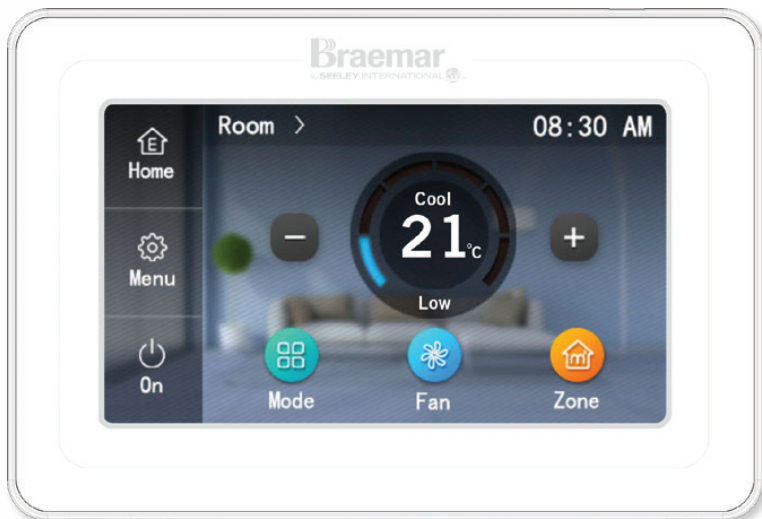 Braemar
by SEELEY INTERNATIONAL
Room >
08:30 AM
E
Home
Cool
21°C
Low
Menu
On
Mode
Fan
m
Zone